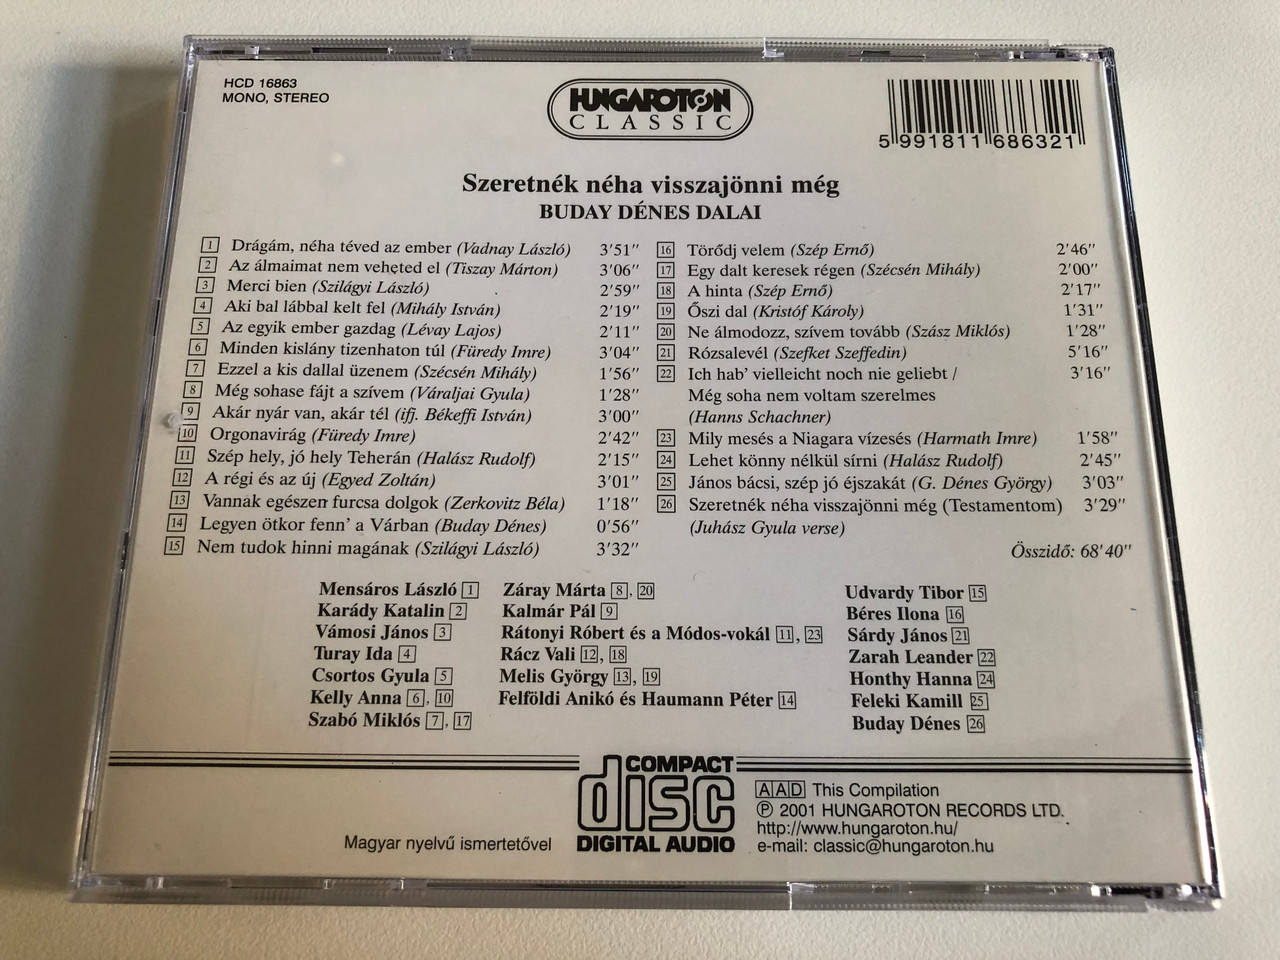 HCD 16863
MONO, STEREO
HUNGAROTON
CLASSIC
5 991811 686321
Szeretnék néha visszajönni még
BUDAY DÉNES DALAI
1 Drágám, néha téved az ember (Vadnay László) 3'51"
2 Az álmaimat nem veheted el (Tiszay Márton) 3'06"
3 Merci bien (Szilágyi László) 2'59"
4 Aki bal lábbal kelt fel (Mihály István) 2'19"
5 Az egyik ember gazdag (Lévay Lajos) 2'11"
6 Minden kislány tizenhaton túl (Füredy Imre) 3'04"
7 Ezzel a kis dallal üzenem (Szécsén Mihály) 1'56"
8 Még sohase fájt a szívem (Váraljai Gyula) 1'28"
9 Akár nyár van, akár tél (ifj. Békeffi István) 3'00"
10 Orgonavirág (Füredy Imre) 2'42"
11 Szép hely, jó hely Teherán (Halász Rudolf) 2'15"
12 A régi és az új (Egyed Zoltán) 3'01"
13 Vannak egészen furcsa dolgok (Zerkovitz Béla) 1'18"
14 Legyen ötkor fenn' a Várban (Buday Dénes) 0'56"
15 Nem tudok hinni magának (Szilágyi László) 3'32"
16 Törődj velem (Szép Ernő) 2'46"
17 Egy dalt keresek régen (Szécsén Mihály) 2'00"
18 A hinta (Szép Ernő) 2'17"
19 Őszi dal (Kristóf Károly) 1'31"
20 Ne álmodozz, szívem tovább (Szász Miklós) 1'28"
21 Rózsalevél (Szefket Szeffedin) 5'16"
22 Ich hab' vielleicht noch nie geliebt / 3'16"
Még soha nem voltam szerelmes
(Hanns Schachner)
23 Mily mesés a Niagara vízesés (Harmath Imre) 1'58"
24 Lehet könny nélkül sírni (Halász Rudolf) 2'45"
25 János bácsi, szép jó éjszakát (G. Dénes György) 3'03"
26 Szeretnék néha visszajönni még (Testamentom) 3'29"
(Juhász Gyula verse)
Összidő: 68'40"
Mensáros László 1
Karády Katalin 2
Vámosi János 3
Turay Ida 4
Csortos Gyula 5
Kelly Anna 6, 10
Szabó Miklós 7, 17
Záray Márta 8, 20
Kalmár Pál 9
Rátonyi Róbert és a Módos-vokál 11, 23
Rácz Vali 12, 18
Melis György 13, 19
Felföldi Anikó és Haumann Péter 14
Udvardy Tibor 15
Béres Ilona 16
Sárdy János 21
Zarah Leander 22
Honthy Hanna 24
Feleki Kamill 25
Buday Dénes 26
Magyar nyelvű ismertetővel
COMPACT
disc
DIGITAL AUDIO
AAD This Compilation
℗ 2001 HUNGAROTON RECORDS LTD.
http://www.hungaroton.hu/
e-mail: classic@hungaroton.hu